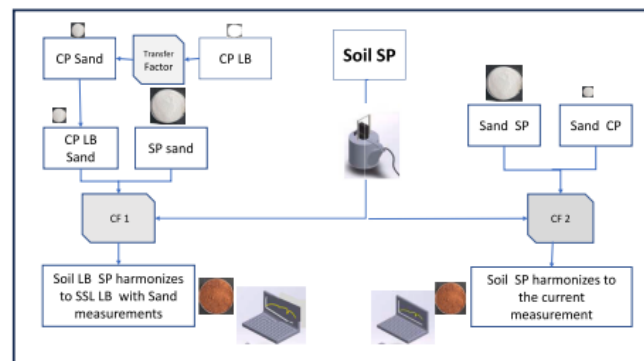 CP Sand
Transfer
Factor
CP LB
Soil SP
CP LB
Sand
SP sand
Sand SP
Sand CP
CF 1
CF 2
Soil LB SP harmonizes
to SSL LB with Sand
measurements
Soil SP harmonizes to
the current
measurement